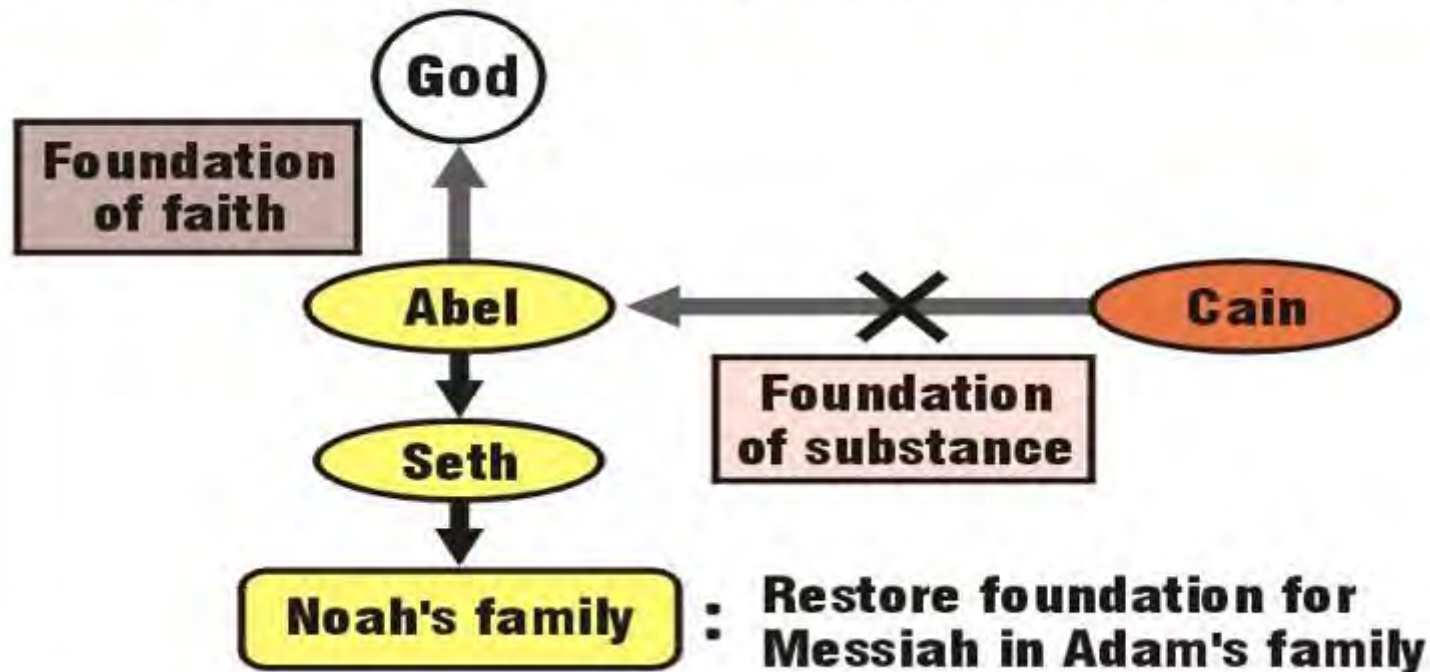 God
Foundation
of faith
Abel
Cain
Foundation
of substance
Seth
Noah's family : Restore foundation for
Messiah in Adam's family